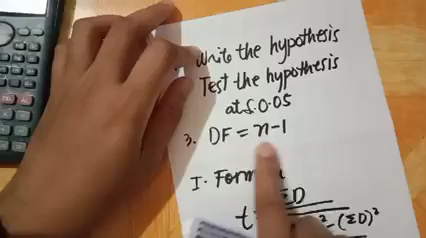 Write the hypothesis
Test the hypothesis
at S. 0.05
3. DF = n-1
I. Form
ΣD
t
² - (ΣD)²